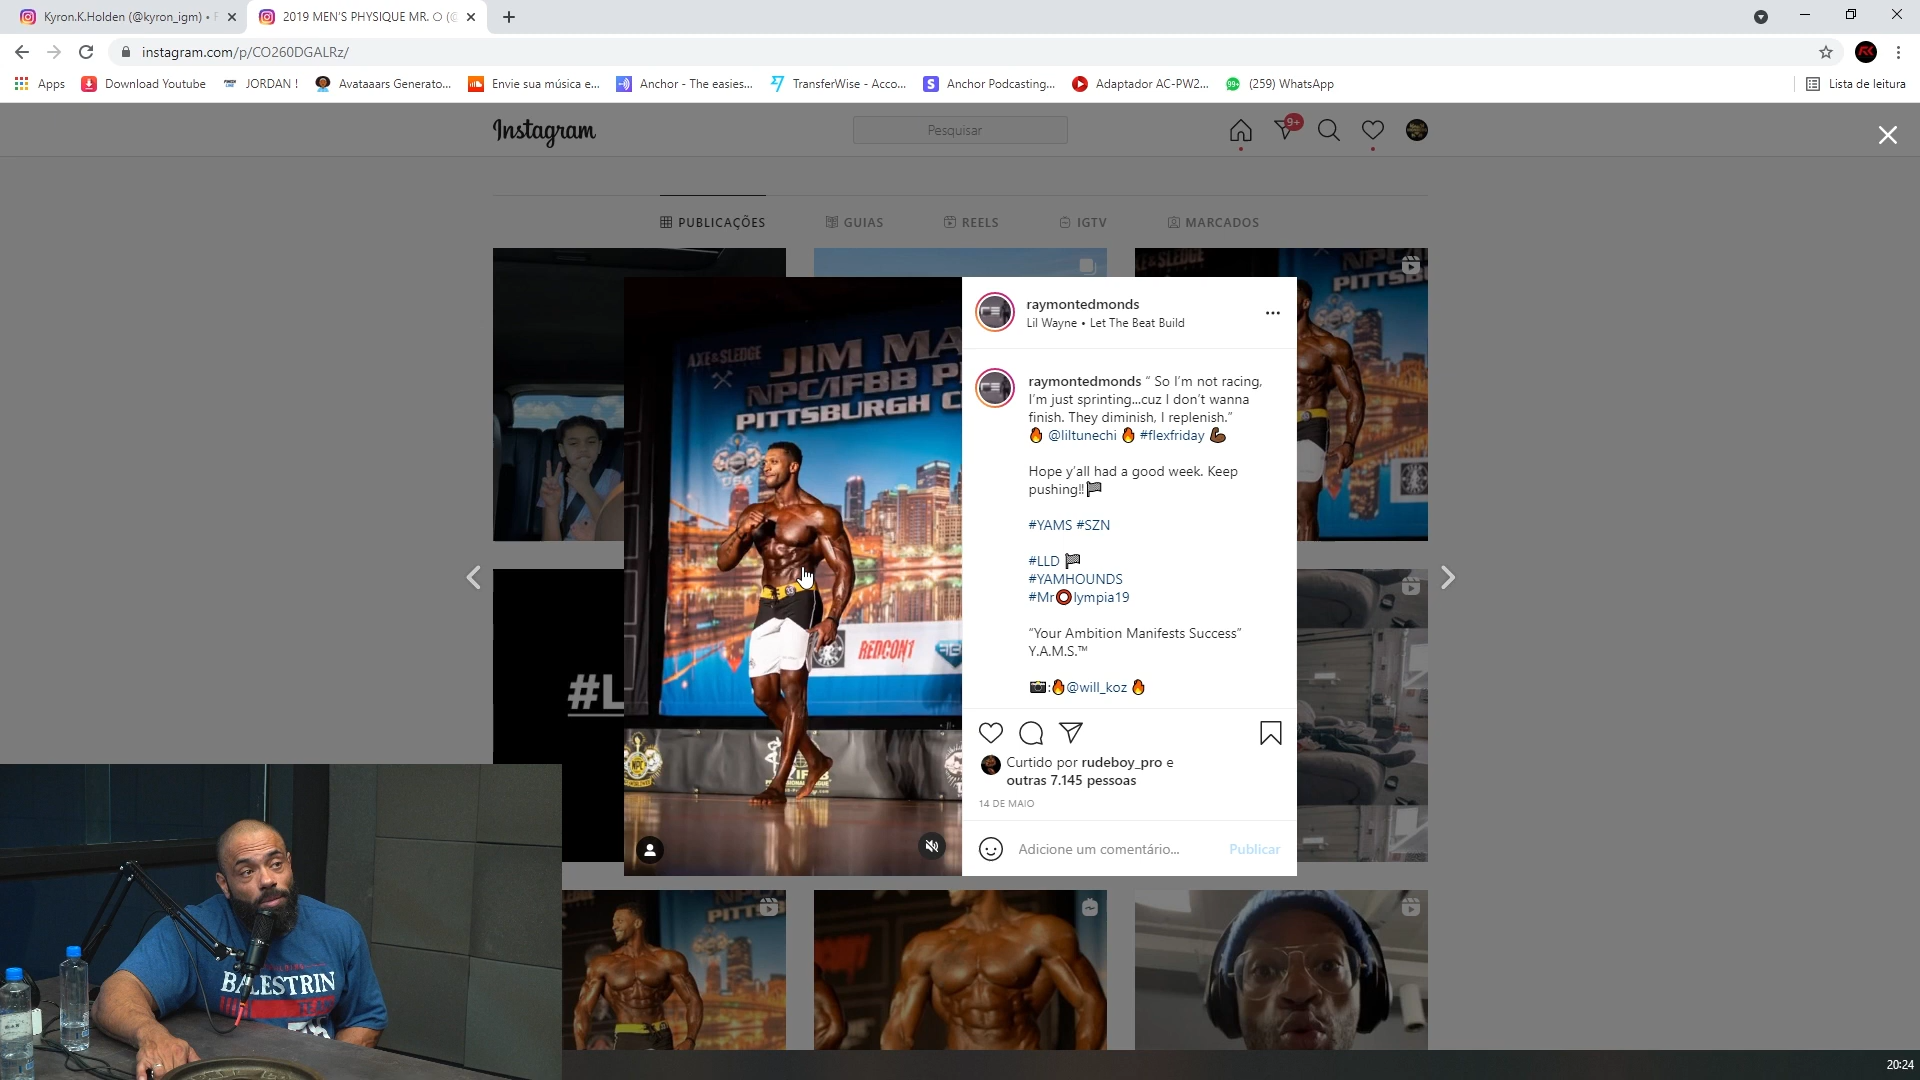 Kyron.K.Holden (@kyron_igm) •
2019 MEN'S PHYSIQUE MR. O (@
instagram.com/p/CO260DGALRz/
Apps
Download Youtube
JORDAN !
Avataaars Generato...
Envie sua música e...
Anchor - The easies...
TransferWise - Acco...
Anchor Podcasting...
Adaptador AC-PW2...
(259) WhatsApp
Lista de leitura
Instagram
Pesquisar
9+
PUBLICAÇÕES
GUIAS
REELS
IGTV
MARCADOS
AXE & SLEDGE
JIM MA
NPC/IFBB P
PITTSBURGH C
REDCON1
NPC
PITTSBU
#L
PITTS
raymontedmonds
Lil Wayne • Let The Beat Build
raymontedmonds “ So I’m not racing,
I’m just sprinting...cuz I don’t wanna
finish. They diminish, I replenish.”
🔥 @liltunechi 🔥 #flexfriday 💪🏾
Hope y’all had a good week. Keep
pushing!!🏁
#YAMS #SZN
#LLD 🏁
#YAMHOUNDS
#Mr⭕lympia19
“Your Ambition Manifests Success”
Y.A.M.S.™
📸:🔥@will_koz 🔥
Curtido por rudeboy_pro e
outras 7.145 pessoas
14 DE MAIO
Adicione um comentário...
Publicar
BALESTRIN
20:24